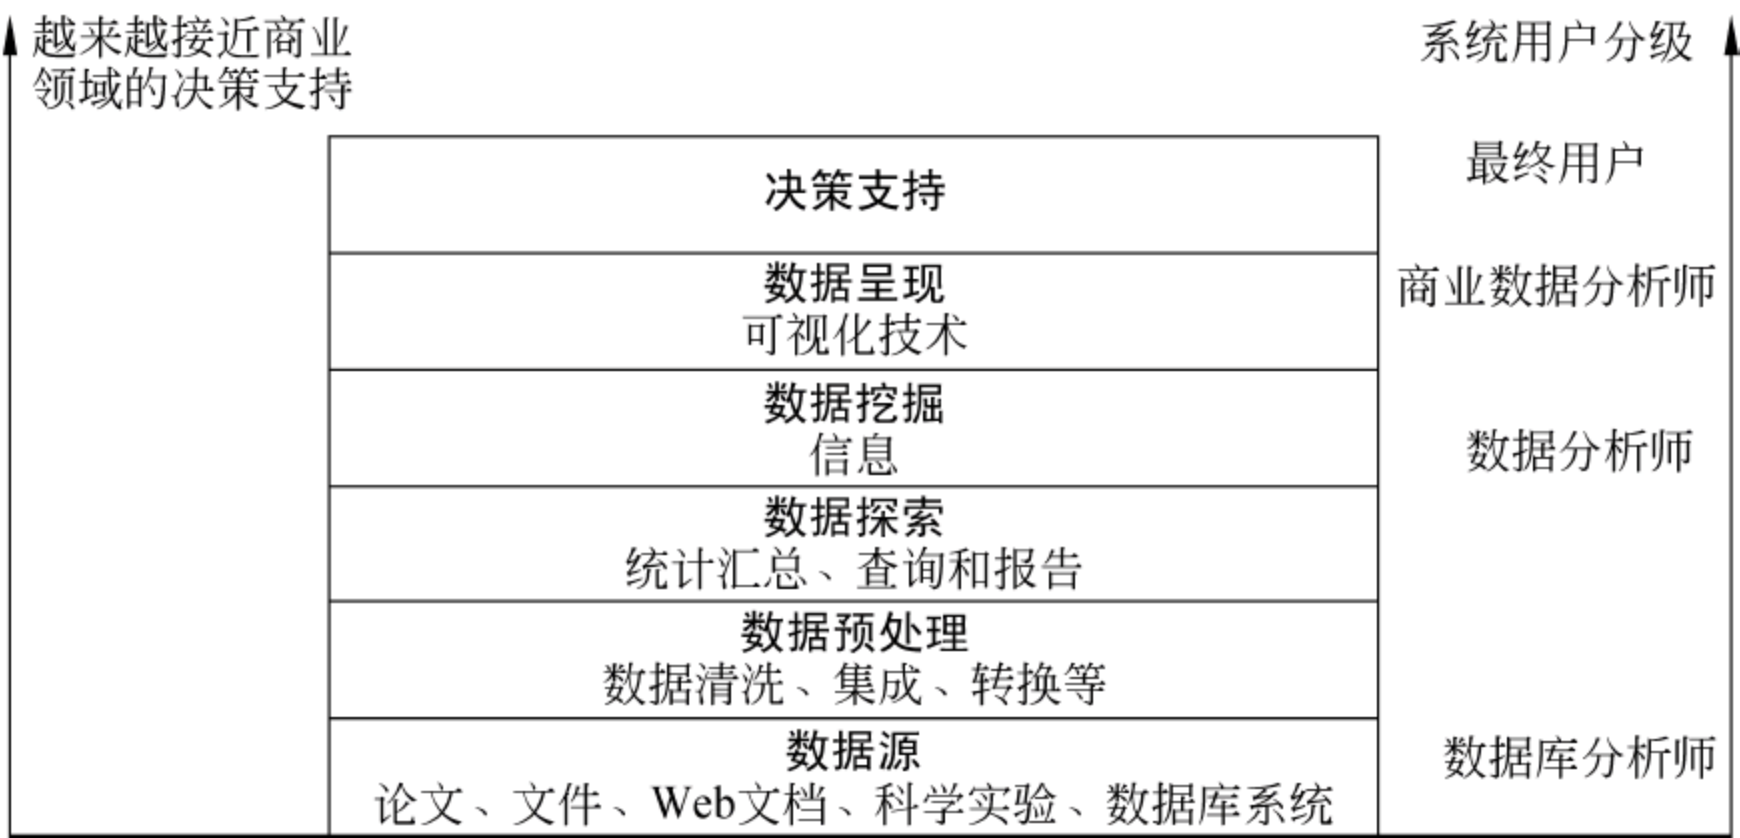 越来越接近商业
领域的决策支持
系统用户分级
决策支持
最终用户
数据呈现
可视化技术
商业数据分析师
数据挖掘
信息
数据分析师
数据探索
统计汇总、查询和报告
数据预处理
数据清洗、集成、转换等
数据源
论文、文件、Web文档、科学实验、数据库系统
数据库分析师